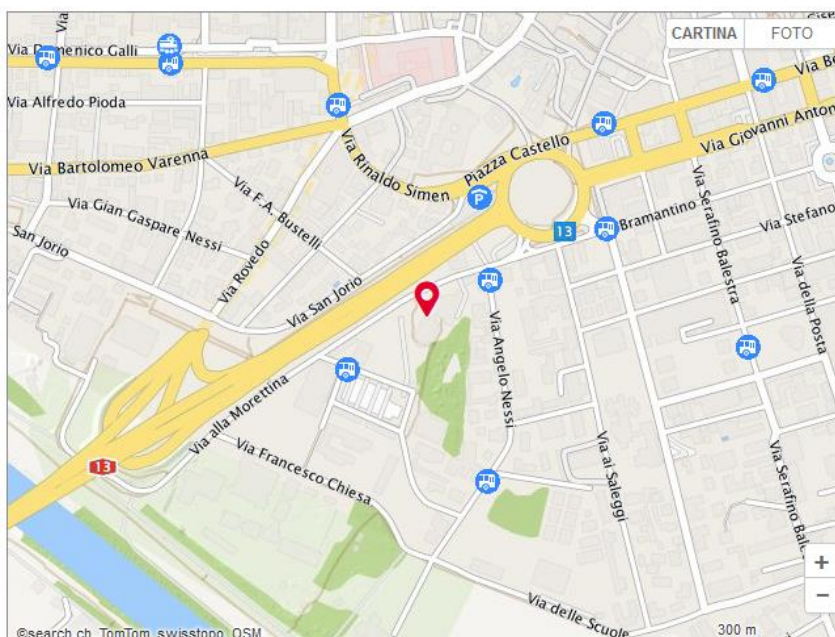 CARTINA
FOTO
Via Domenico Galli
Via Alfredo Pioda
Via Bartolomeo Varenna
Via Gian Gaspare Nessi
San Jorio
Via F.A. Bustelli
Via Rovedo
Via San Jorio
Via Rinaldo Simen
Piazza Castello
P
13
Via Giovanni Anton
Bramantino
Via Stefano
Via Serafino Balestra
Via della Posta
Via Angelo Nessi
Via alla Morettina
13
Via Francesco Chiesa
Via ai Saleggi
Via Serafino Bale
Via delle Scuole
+
−
300 m
©search.ch, TomTom, swisstopo, OSM